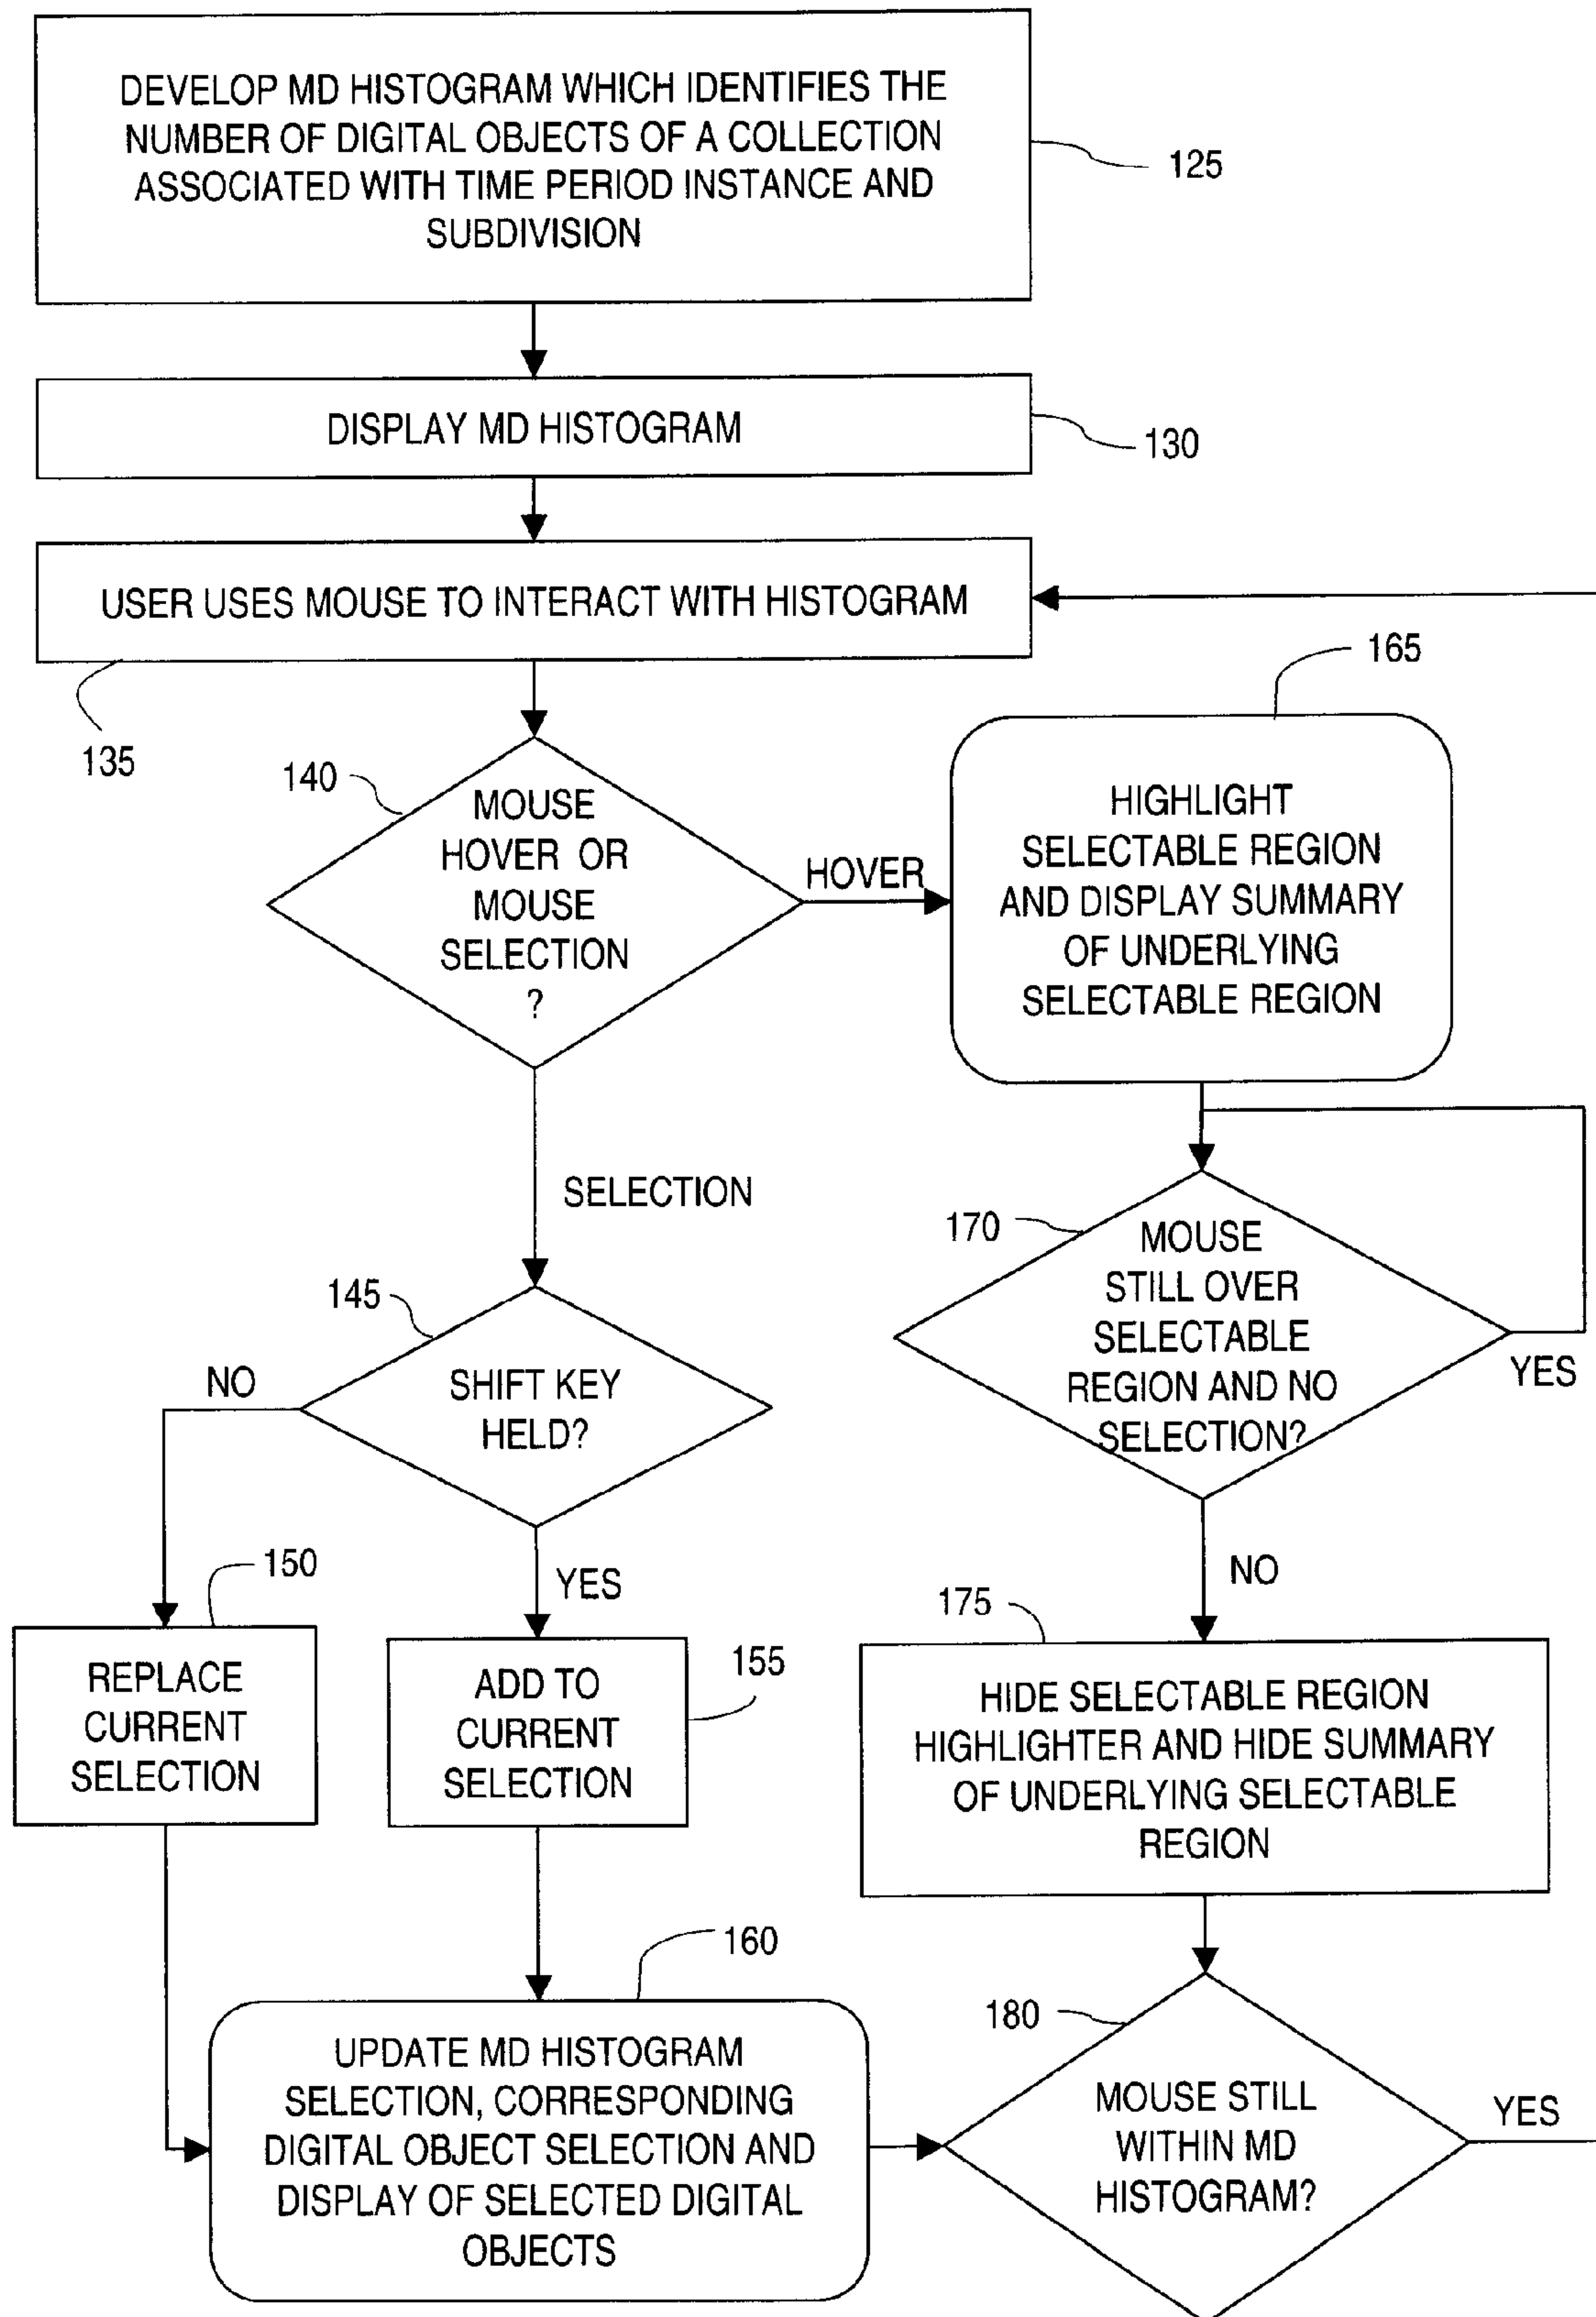 DEVELOP MD HISTOGRAM WHICH IDENTIFIES THE
NUMBER OF DIGITAL OBJECTS OF A COLLECTION
ASSOCIATED WITH TIME PERIOD INSTANCE AND
SUBDIVISION
125
DISPLAY MD HISTOGRAM
130
USER USES MOUSE TO INTERACT WITH HISTOGRAM
135
165
140
MOUSE
HOVER OR
MOUSE
SELECTION
?
HOVER
HIGHLIGHT
SELECTABLE REGION
AND DISPLAY SUMMARY
OF UNDERLYING
SELECTABLE REGION
SELECTION
170
MOUSE
STILL OVER
SELECTABLE
REGION AND NO
SELECTION?
YES
145
NO
SHIFT KEY
HELD?
YES
NO
150
REPLACE
CURRENT
SELECTION
155
ADD TO
CURRENT
SELECTION
175
HIDE SELECTABLE REGION
HIGHLIGHTER AND HIDE SUMMARY
OF UNDERLYING SELECTABLE
REGION
160
UPDATE MD HISTOGRAM
SELECTION, CORRESPONDING
DIGITAL OBJECT SELECTION AND
DISPLAY OF SELECTED DIGITAL
OBJECTS
180
MOUSE STILL
WITHIN MD
HISTOGRAM?
YES